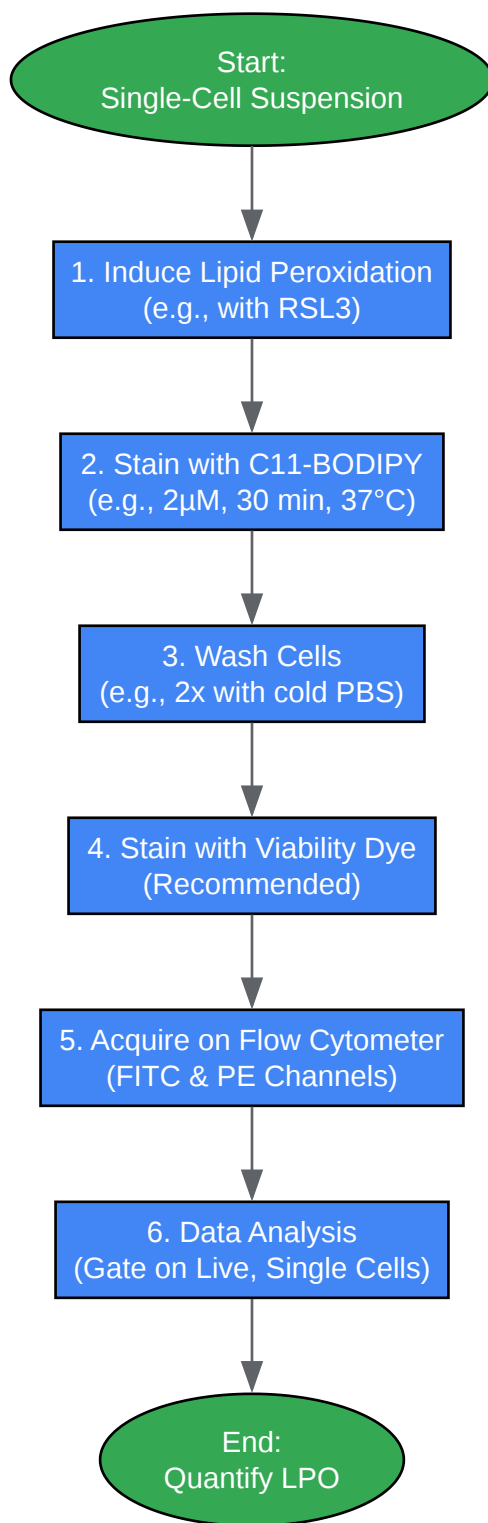 Start:
Single-Cell Suspension
1. Induce Lipid Peroxidation
(e.g., with RSL3)
2. Stain with C11-BODIPY
(e.g., 2µM, 30 min, 37°C)
3. Wash Cells
(e.g., 2x with cold PBS)
4. Stain with Viability Dye
(Recommended)
5. Acquire on Flow Cytometer
(FITC & PE Channels)
6. Data Analysis
(Gate on Live, Single Cells)
End:
Quantify LPO